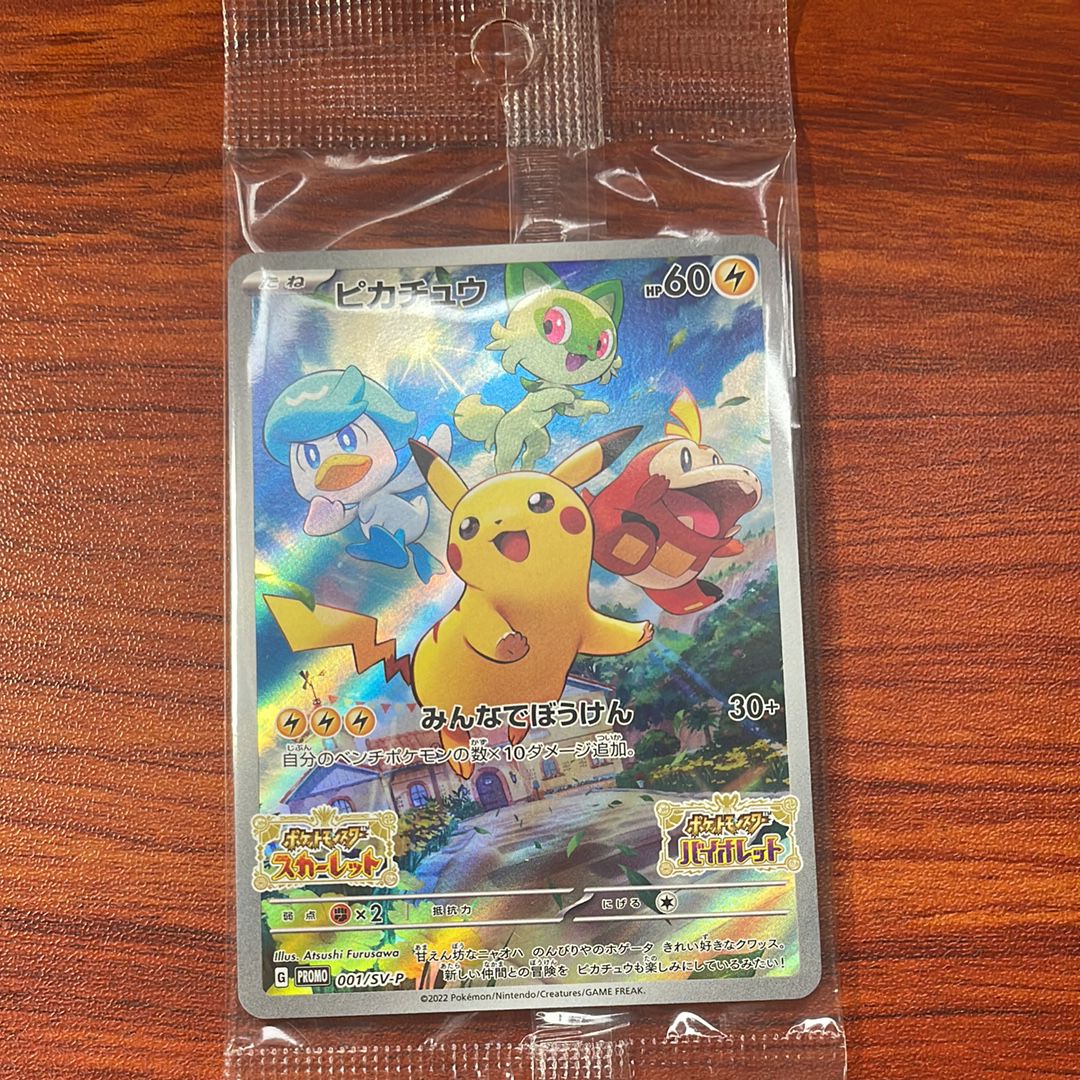 たね ピカチュウ HP60
みんなでぼうけん 30+
自分のベンチポケモンの数×10ダメージ追加。
ポケットモンスター スカーレット
ポケットモンスター バイオレット
弱点 ×2 抵抗力 にげる
Illus. Atsushi Furusawa
甘えん坊なニャオハ のんびりやのホゲータ きれい好きなクワッス。
新しい仲間との冒険を ピカチュウも楽しみにしているみたい!
G PROMO 001/SV-P
©2022 Pokémon/Nintendo/Creatures/GAME FREAK.